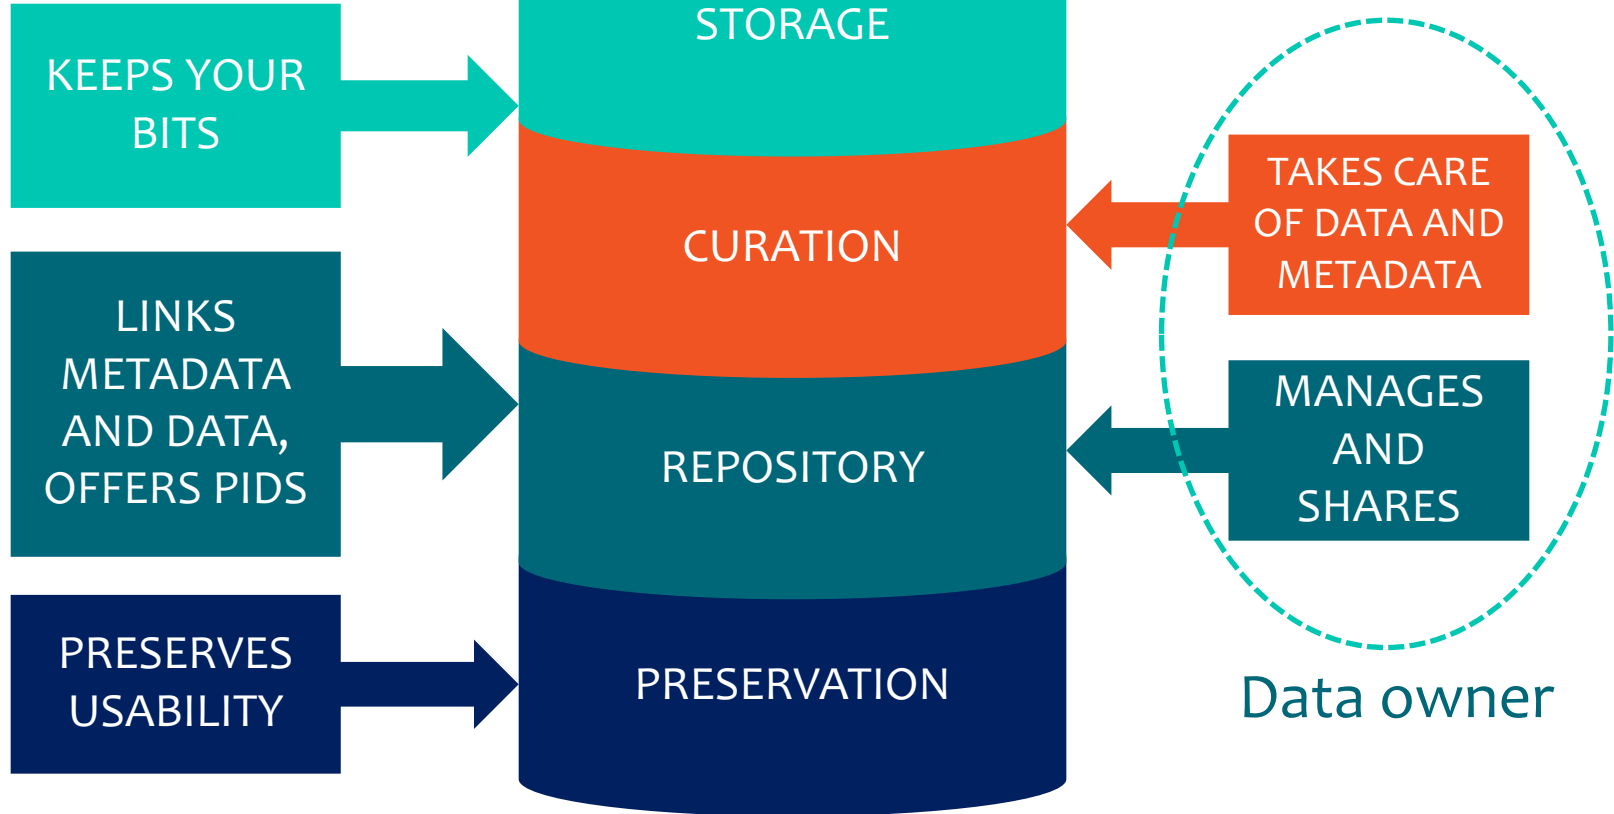 KEEPS YOUR
BITS
LINKS
METADATA
AND DATA,
OFFERS PIDS
PRESERVES
USABILITY
STORAGE
CURATION
REPOSITORY
PRESERVATION
TAKES CARE
OF DATA AND
METADATA
MANAGES
AND
SHARES
Data owner